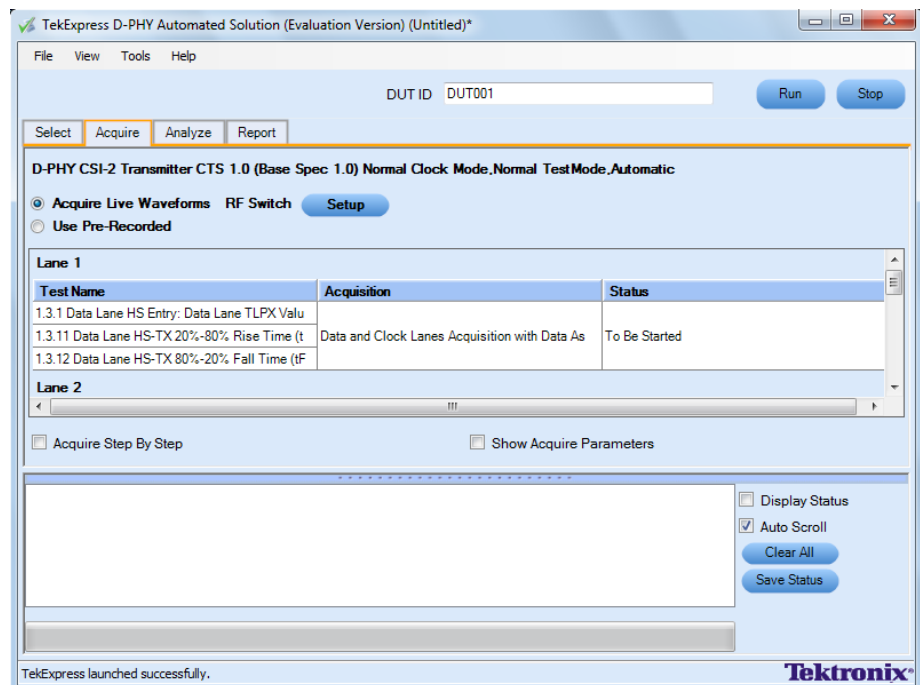 TekExpress D-PHY Automated Solution (Evaluation Version) (Untitled)*
File View Tools Help
DUT ID DUT001 Run Stop
Select Acquire Analyze Report
D-PHY CSI-2 Transmitter CTS 1.0 (Base Spec 1.0) Normal Clock Mode,Normal TestMode,Automatic
Acquire Live Waveforms RF Switch Setup
Use Pre-Recorded
Lane 1
Test Name Acquisition Status
1.3.1 Data Lane HS Entry: Data Lane TLPX Valu
1.3.11 Data Lane HS-TX 20%-80% Rise Time (t Data and Clock Lanes Acquisition with Data As To Be Started
1.3.12 Data Lane HS-TX 80%-20% Fall Time (tF
Lane 2
Acquire Step By Step Show Acquire Parameters
Display Status
Auto Scroll
Clear All
Save Status
TekExpress launched successfully. Tektronix®